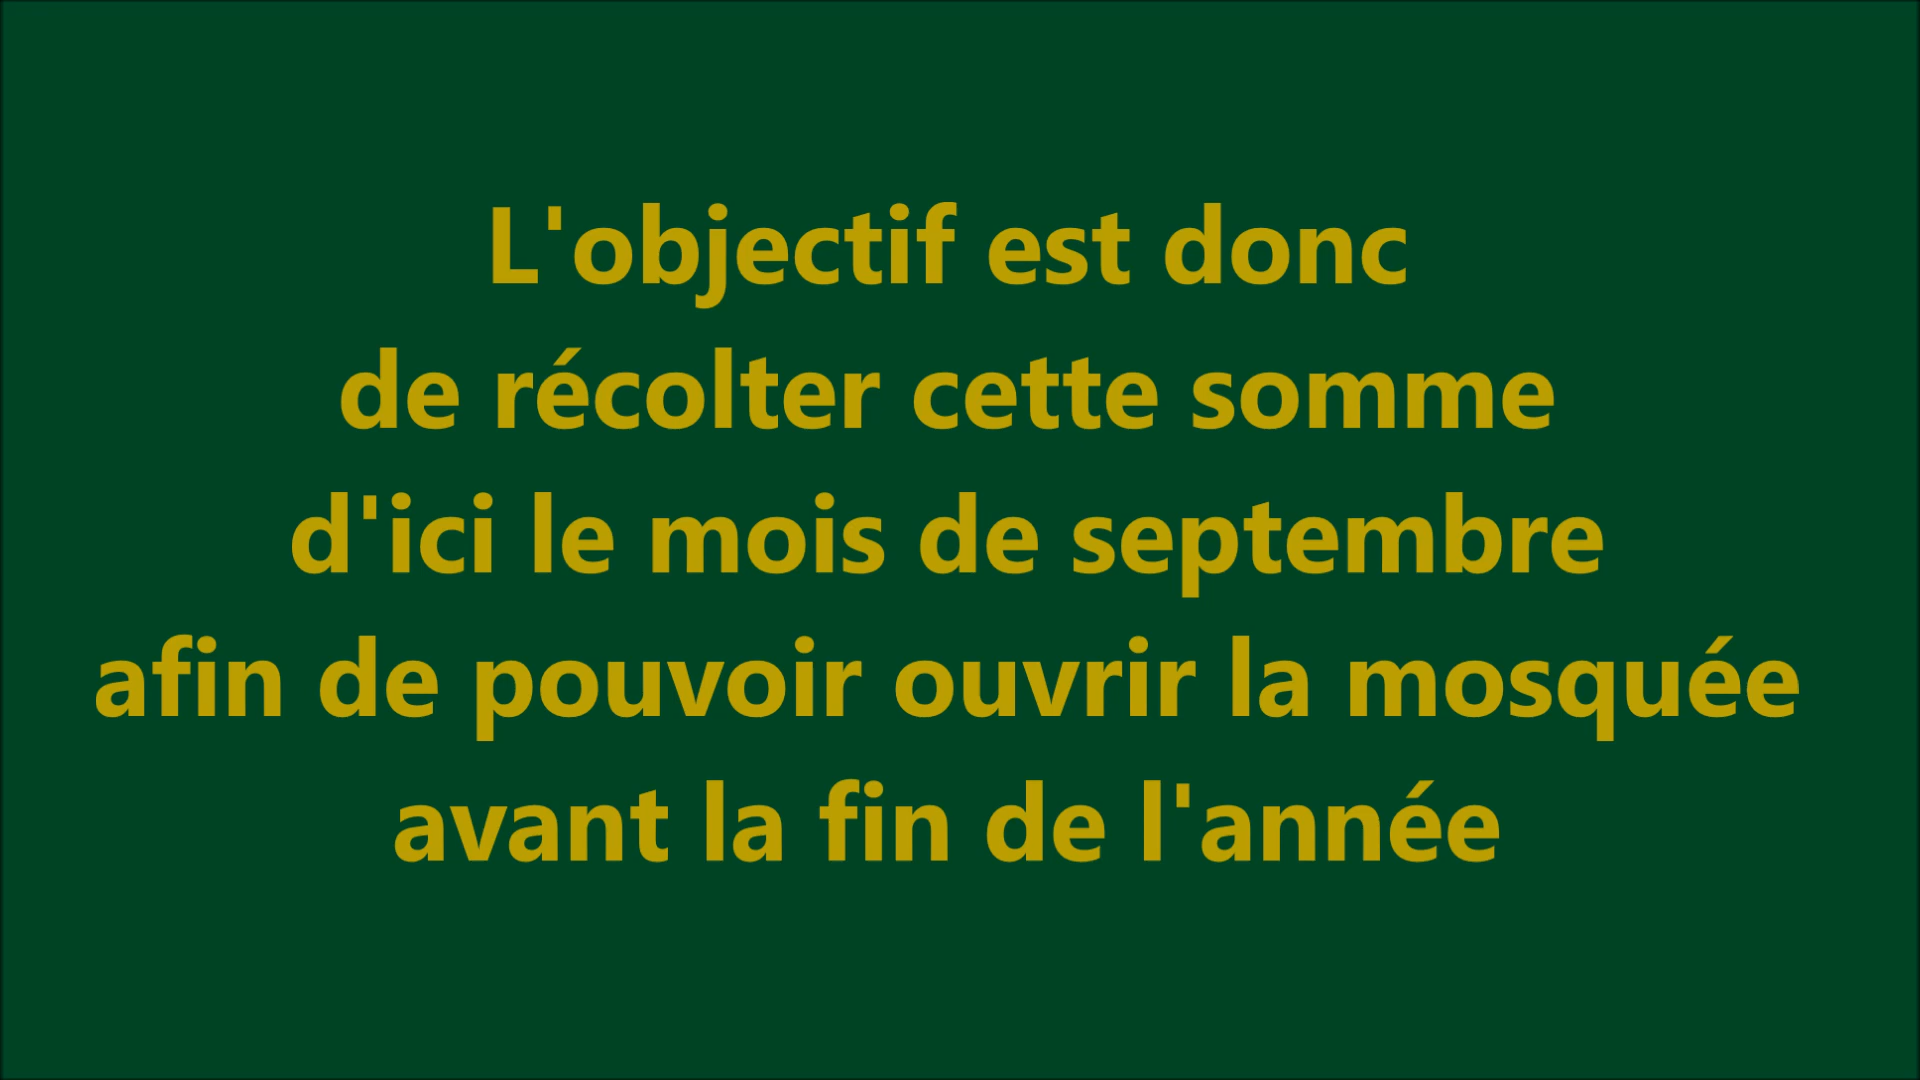 L'objectif est donc
de récolter cette somme
d'ici le mois de septembre
afin de pouvoir ouvrir la mosquée
avant la fin de l'année